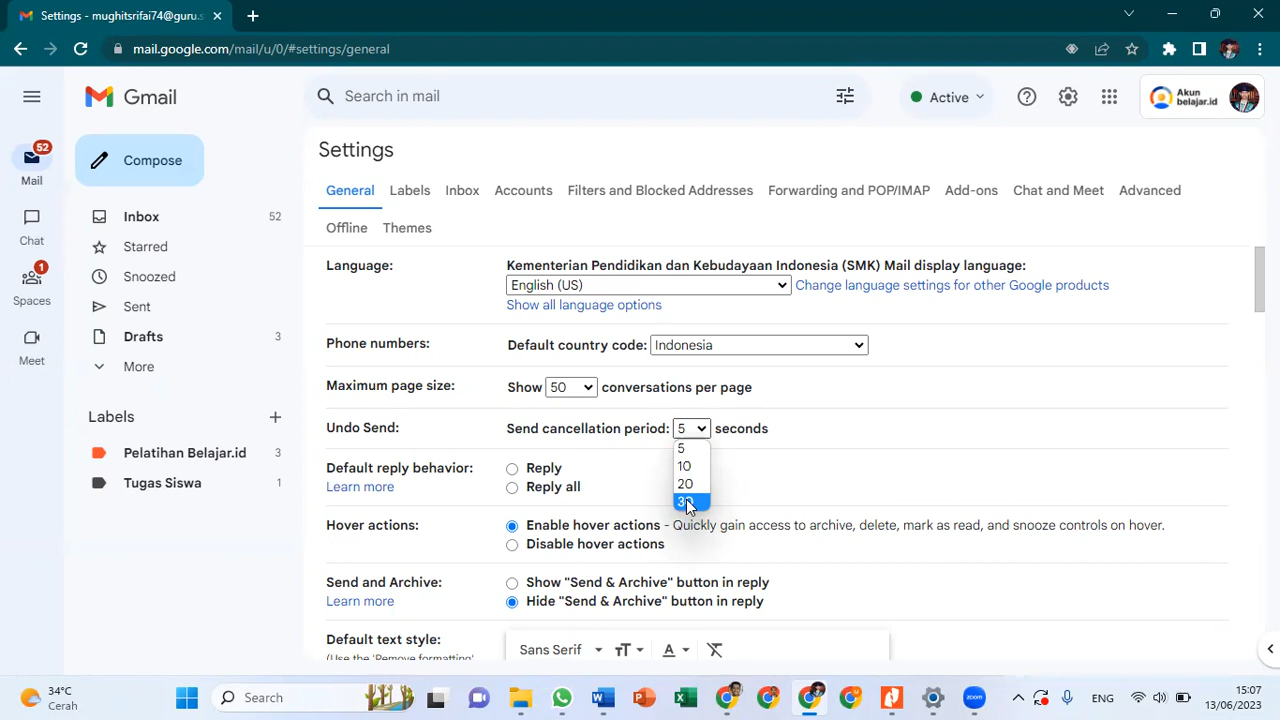 Settings - mughitsrifai74@guru.s
mail.google.com/mail/u/0/#settings/general
Gmail
Search in mail
Active
Akun
belajar.id
52
Mail
Chat
1
Spaces
Meet
Compose
Inbox 52
Starred
Snoozed
Sent
Drafts 3
More
Labels
Pelatihan Belajar.id 3
Tugas Siswa 1
Settings
General Labels Inbox Accounts Filters and Blocked Addresses Forwarding and POP/IMAP Add-ons Chat and Meet Advanced
Offline Themes
Language: Kementerian Pendidikan dan Kebudayaan Indonesia (SMK) Mail display language:
English (US) Change language settings for other Google products
Show all language options
Phone numbers: Default country code: Indonesia
Maximum page size: Show 50 conversations per page
Undo Send: Send cancellation period: 5 seconds
5
10
20
30
Default reply behavior: Reply
Learn more Reply all
Hover actions: Enable hover actions - Quickly gain access to archive, delete, mark as read, and snooze controls on hover.
Disable hover actions
Send and Archive: Show "Send & Archive" button in reply
Learn more Hide "Send & Archive" button in reply
Default text style: Sans Serif
(Use the 'Remove formatting'
34°C
Cerah
Search
ENG
15:07
13/06/2023